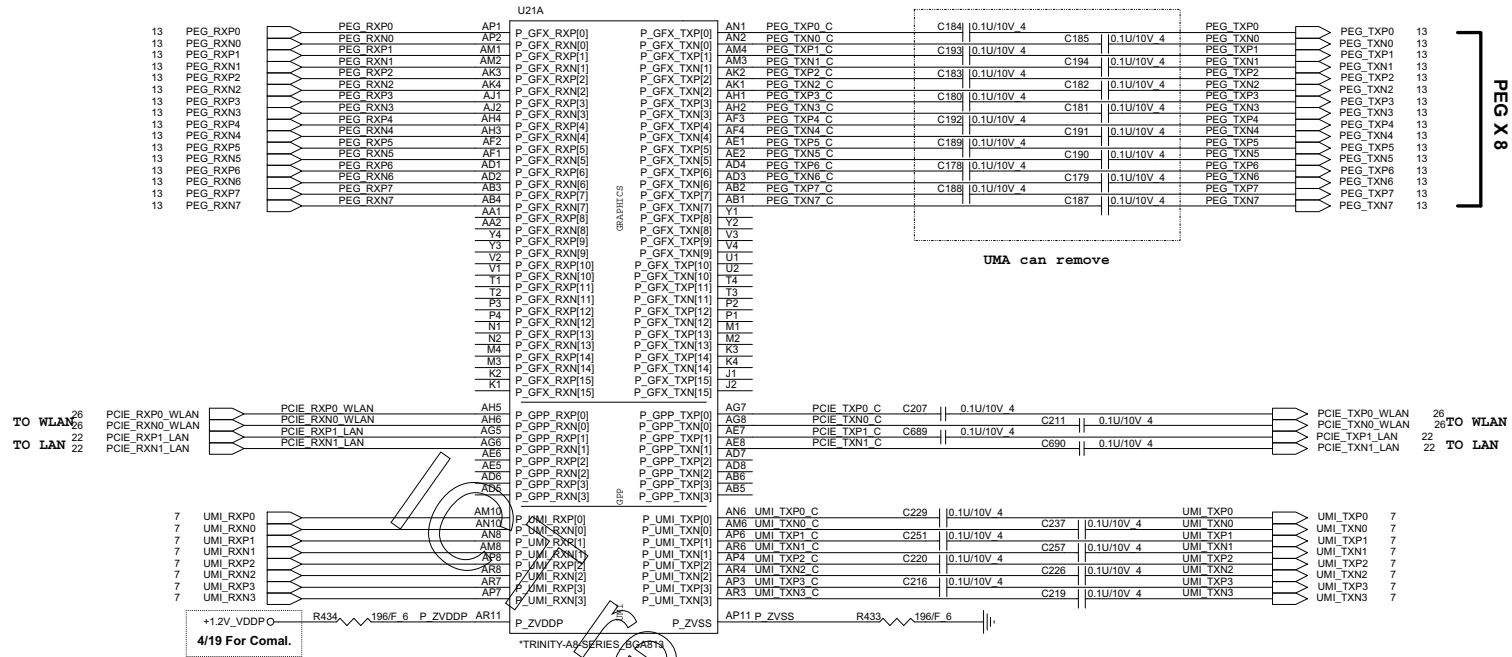 U21A
13 PEG_RXP0 PEG_RXP0 AP1 P_GFX_RXP[0] P_GFX_TXP[0] AN1 PEG_TXP0_C C184 0.1U/10V_4 PEG_TXP0 PEG_TXP0 13
13 PEG_RXN0 PEG_RXN0 AP2 P_GFX_RXN[0] P_GFX_TXN[0] AN2 PEG_TXN0_C C185 0.1U/10V_4 PEG_TXN0 PEG_TXN0 13
13 PEG_RXP1 PEG_RXP1 AM1 P_GFX_RXP[1] P_GFX_TXP[1] AM4 PEG_TXP1_C C193 0.1U/10V_4 PEG_TXP1 PEG_TXP1 13
13 PEG_RXN1 PEG_RXN1 AM2 P_GFX_RXN[1] P_GFX_TXN[1] AM3 PEG_TXN1_C C194 0.1U/10V_4 PEG_TXN1 PEG_TXN1 13
13 PEG_RXP2 PEG_RXP2 AK3 P_GFX_RXP[2] P_GFX_TXP[2] AK2 PEG_TXP2_C C183 0.1U/10V_4 PEG_TXP2 PEG_TXP2 13
13 PEG_RXN2 PEG_RXN2 AK4 P_GFX_RXN[2] P_GFX_TXN[2] AK1 PEG_TXN2_C C182 0.1U/10V_4 PEG_TXN2 PEG_TXN2 13
13 PEG_RXP3 PEG_RXP3 AJ1 P_GFX_RXP[3] P_GFX_TXP[3] AH1 PEG_TXP3_C C180 0.1U/10V_4 PEG_TXP3 PEG_TXP3 13
13 PEG_RXN3 PEG_RXN3 AJ2 P_GFX_RXN[3] P_GFX_TXN[3] AH2 PEG_TXN3_C C181 0.1U/10V_4 PEG_TXN3 PEG_TXN3 13
13 PEG_RXP4 PEG_RXP4 AH4 P_GFX_RXP[4] P_GFX_TXP[4] AF3 PEG_TXP4_C C192 0.1U/10V_4 PEG_TXP4 PEG_TXP4 13
13 PEG_RXN4 PEG_RXN4 AH3 P_GFX_RXN[4] P_GFX_TXN[4] AF4 PEG_TXN4_C C191 0.1U/10V_4 PEG_TXN4 PEG_TXN4 13
13 PEG_RXP5 PEG_RXP5 AF2 P_GFX_RXP[5] P_GFX_TXP[5] AE1 PEG_TXP5_C C189 0.1U/10V_4 PEG_TXP5 PEG_TXP5 13
13 PEG_RXN5 PEG_RXN5 AF1 P_GFX_RXN[5] P_GFX_TXN[5] AE2 PEG_TXN5_C C190 0.1U/10V_4 PEG_TXN5 PEG_TXN5 13
13 PEG_RXP6 PEG_RXP6 AD1 P_GFX_RXP[6] P_GFX_TXP[6] AD4 PEG_TXP6_C C178 0.1U/10V_4 PEG_TXP6 PEG_TXP6 13
13 PEG_RXN6 PEG_RXN6 AD2 P_GFX_RXN[6] P_GFX_TXN[6] AD3 PEG_TXN6_C C179 0.1U/10V_4 PEG_TXN6 PEG_TXN6 13
13 PEG_RXP7 PEG_RXP7 AB3 P_GFX_RXP[7] P_GFX_TXP[7] AB2 PEG_TXP7_C C188 0.1U/10V_4 PEG_TXP7 PEG_TXP7 13
13 PEG_RXN7 PEG_RXN7 AB4 P_GFX_RXN[7] P_GFX_TXN[7] AB1 PEG_TXN7_C C187 0.1U/10V_4 PEG_TXN7 PEG_TXN7 13
PEG X 8
AA1 P_GFX_RXP[8] P_GFX_TXP[8] Y1
AA2 P_GFX_RXN[8] P_GFX_TXN[8] Y2
GRAPHICS
Y4 P_GFX_RXP[9] P_GFX_TXP[9] V3
Y3 P_GFX_RXN[9] P_GFX_TXN[9] V4
V2 P_GFX_RXP[10] P_GFX_TXP[10] U1
UMA can remove
V1 P_GFX_RXN[10] P_GFX_TXN[10] U2
T1 P_GFX_RXP[11] P_GFX_TXP[11] T4
T2 P_GFX_RXN[11] P_GFX_TXN[11] T3
P3 P_GFX_RXP[12] P_GFX_TXP[12] P2
P4 P_GFX_RXN[12] P_GFX_TXN[12] P1
N1 P_GFX_RXP[13] P_GFX_TXP[13] M1
N2 P_GFX_RXN[13] P_GFX_TXN[13] M2
M4 P_GFX_RXP[14] P_GFX_TXP[14] K3
M3 P_GFX_RXN[14] P_GFX_TXN[14] K4
K2 P_GFX_RXP[15] P_GFX_TXP[15] J1
K1 P_GFX_RXN[15] P_GFX_TXN[15] J2
TO WLAN 26 PCIE_RXP0_WLAN PCIE_RXP0_WLAN AH5 P_GPP_RXP[0] P_GPP_TXP[0] AG7 PCIE_TXP0_C C207 0.1U/10V_4 PCIE_TXP0_WLAN 26 TO WLAN
26 PCIE_RXN0_WLAN PCIE_RXN0_WLAN AH6 P_GPP_RXN[0] P_GPP_TXN[0] AG8 PCIE_TXN0_C C211 0.1U/10V_4 PCIE_TXN0_WLAN 26
TO LAN 22 PCIE_RXP1_LAN PCIE_RXP1_LAN AG5 P_GPP_RXP[1] P_GPP_TXP[1] AE7 PCIE_TXP1_C C689 0.1U/10V_4 PCIE_TXP1_LAN 22 TO LAN
22 PCIE_RXN1_LAN PCIE_RXN1_LAN AG6 P_GPP_RXN[1] P_GPP_TXN[1] AE8 PCIE_TXN1_C C690 0.1U/10V_4 PCIE_TXN1_LAN 22
AE6 P_GPP_RXP[2] P_GPP_TXP[2] AD7
AE5 P_GPP_RXN[2] P_GPP_TXN[2] AD8
AD6 P_GPP_RXP[3] P_GPP_TXP[3] AB6
AD5 P_GPP_RXN[3] P_GPP_TXN[3] AB5
GPP
7 UMI_RXP0 AM10 P_UMI_RXP[0] P_UMI_TXP[0] AN6 UMI_TXP0_C C229 0.1U/10V_4 UMI_TXP0 UMI_TXP0 7
7 UMI_RXN0 AN10 P_UMI_RXN[0] P_UMI_TXN[0] AM6 UMI_TXN0_C C237 0.1U/10V_4 UMI_TXN0 UMI_TXN0 7
7 UMI_RXP1 AN8 P_UMI_RXP[1] P_UMI_TXP[1] AP6 UMI_TXP1_C C251 0.1U/10V_4 UMI_TXP1 UMI_TXP1 7
7 UMI_RXN1 AM8 P_UMI_RXN[1] P_UMI_TXN[1] AR6 UMI_TXN1_C C257 0.1U/10V_4 UMI_TXN1 UMI_TXN1 7
7 UMI_RXP2 AP8 P_UMI_RXP[2] P_UMI_TXP[2] AP4 UMI_TXP2_C C220 0.1U/10V_4 UMI_TXP2 UMI_TXP2 7
7 UMI_RXN2 AR8 P_UMI_RXN[2] P_UMI_TXN[2] AR4 UMI_TXN2_C C226 0.1U/10V_4 UMI_TXN2 UMI_TXN2 7
7 UMI_RXP3 AR7 P_UMI_RXP[3] P_UMI_TXP[3] AP3 UMI_TXP3_C C216 0.1U/10V_4 UMI_TXP3 UMI_TXP3 7
7 UMI_RXN3 AP7 P_UMI_RXN[3] P_UMI_TXN[3] AR3 UMI_TXN3_C C219 0.1U/10V_4 UMI_TXN3 UMI_TXN3 7
+1.2V_VDDP R434 196/F_6 P_ZVDDP AR11 P_ZVDDP P_ZVSS AP11 P_ZVSS R433 196/F_6
4/19 For Comal.
*TRINITY-A8-SERIES_BGA813